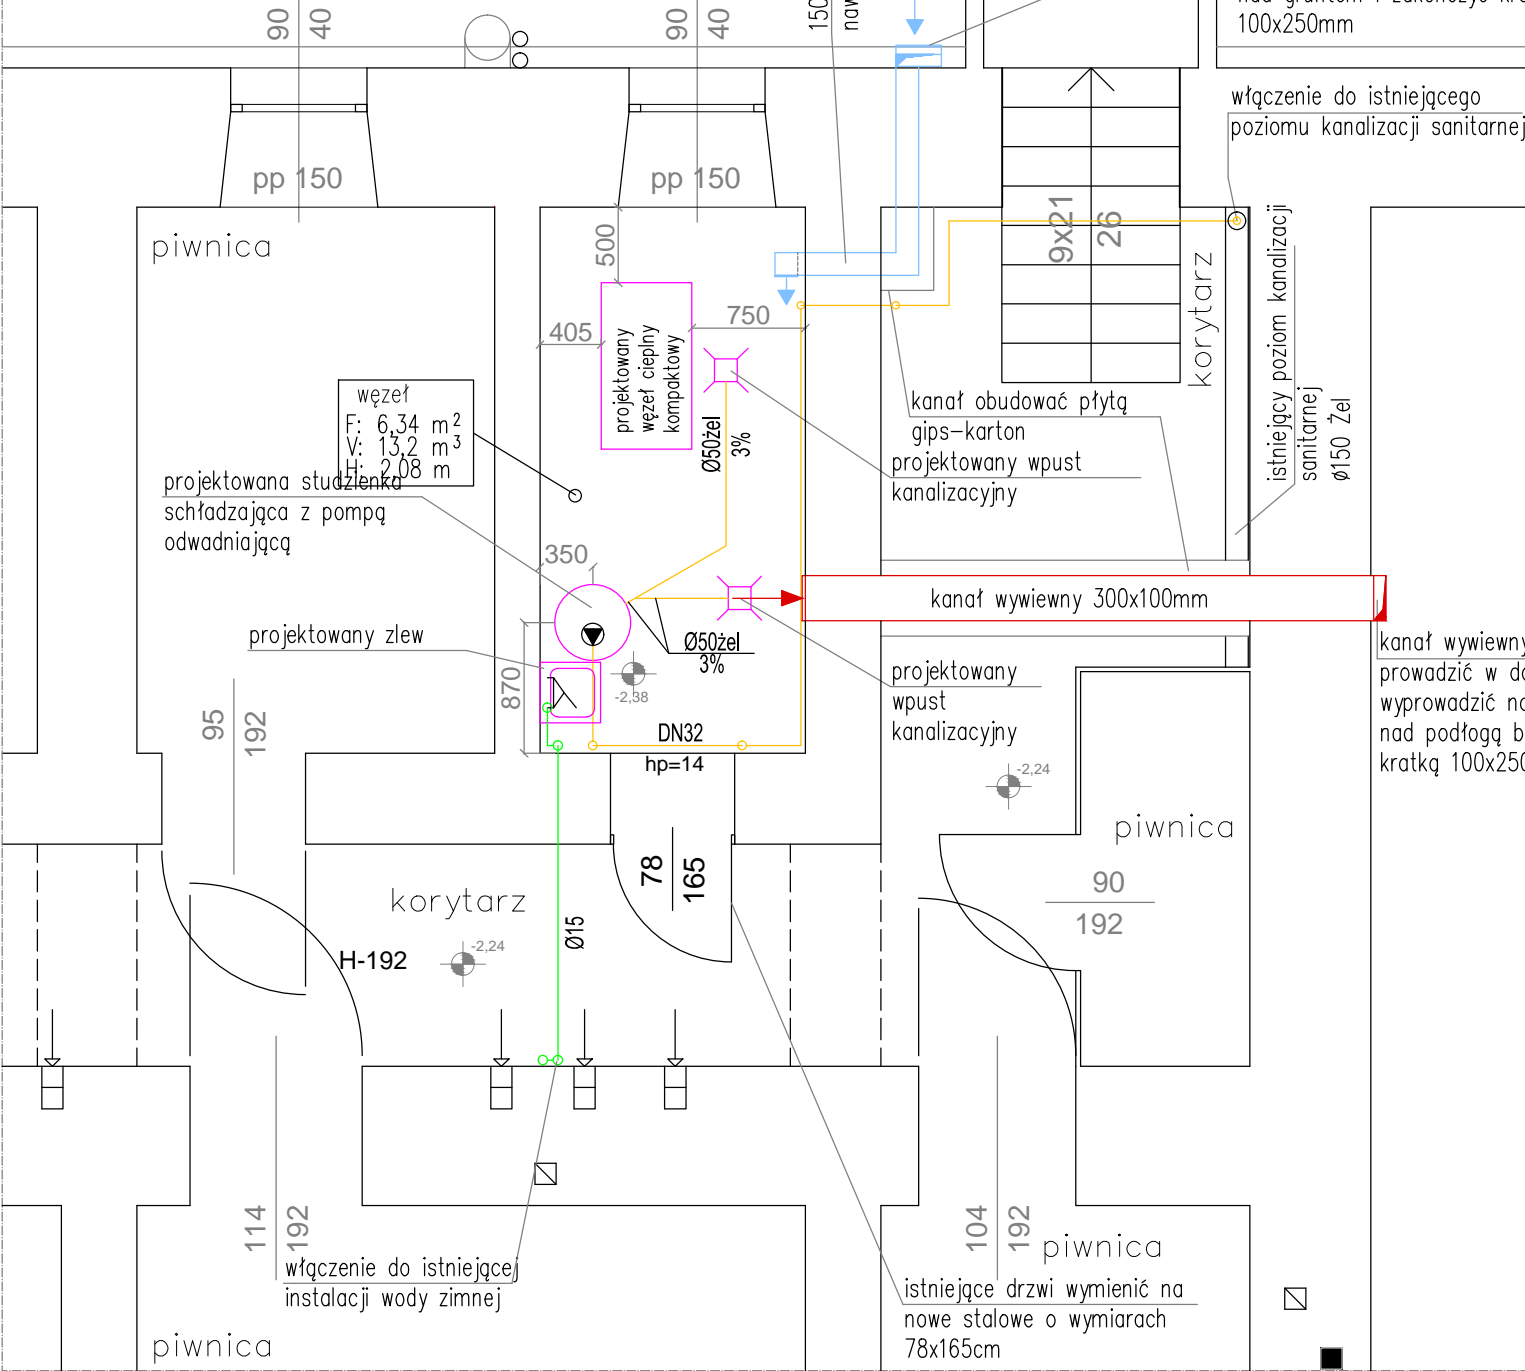 90
40
90
40
150
naw
100x250mm
włączenie do istniejącego
poziomu kanalizacji sanitarnej
pp 150
pp 150
piwnica
500
9x21
26
korytarz
istniejący poziom kanalizacji
sanitarnej
ø150 Żel
405
750
projektowany
węzeł cieplny
kompaktowy
węzeł
F: 6,34 m²
V: 13,2 m³
H: 2,08 m
Ø50żel
3%
kanał obudować płytą
gips-karton
projektowany wpust
kanalizacyjny
projektowana studzienka
schładzająca z pompą
odwadniającą
350
kanał wywiewny 300x100mm
projektowany zlew
Ø50żel
3%
870
-2,38
projektowany
wpust
kanalizacyjny
kanał wywiewny
prowadzić w do
wyprowadzić na
nad podłogą b
kratką 100x250
95
192
DN32
hp=14
-2,24
piwnica
78
165
90
192
korytarz
H-192
-2,24
Ø15
114
192
104
192
piwnica
włączenie do istniejącej
instalacji wody zimnej
istniejące drzwi wymienić na
nowe stalowe o wymiarach
78x165cm
piwnica